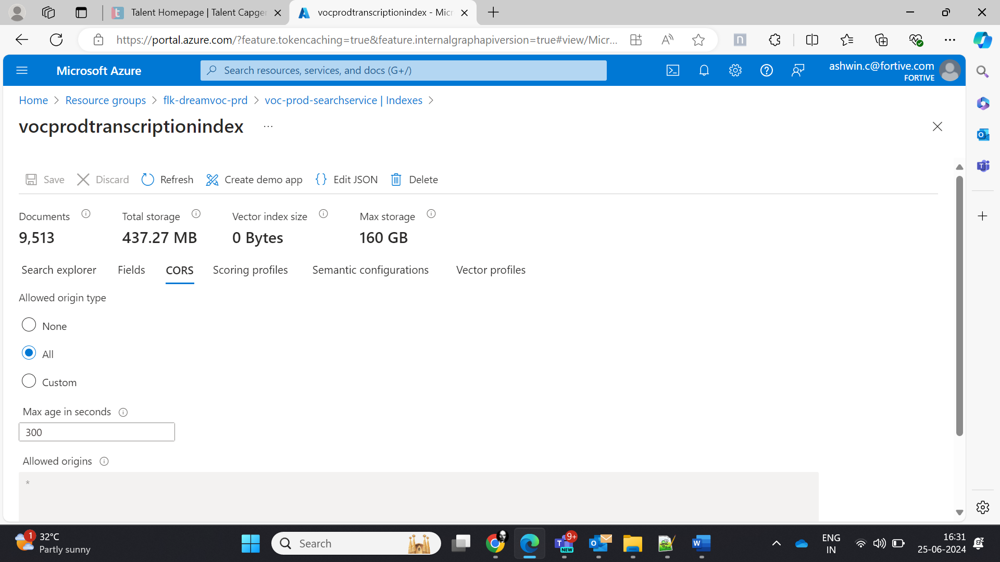 Talent Homepage | Talent Capger
vocprodtranscriptionindex - Micr
https://portal.azure.com/?feature.tokencaching=true&feature.internalgraphapiversion=true#view/Micr...
Microsoft Azure
Search resources, services, and docs (G+/)
ashwin.c@fortive.com
FORTIVE
Home > Resource groups > flk-dreamvoc-prd > voc-prod-searchservice | Indexes >
vocprodtranscriptionindex ...
Save Discard Refresh Create demo app {} Edit JSON Delete
Documents Total storage Vector index size Max storage
9,513 437.27 MB 0 Bytes 160 GB
Search explorer Fields CORS Scoring profiles Semantic configurations Vector profiles
Allowed origin type
None
All
Custom
Max age in seconds
300
Allowed origins
*
1
32°C
Partly sunny
Search
9+
NEW
ENG
IN
16:31
25-06-2024